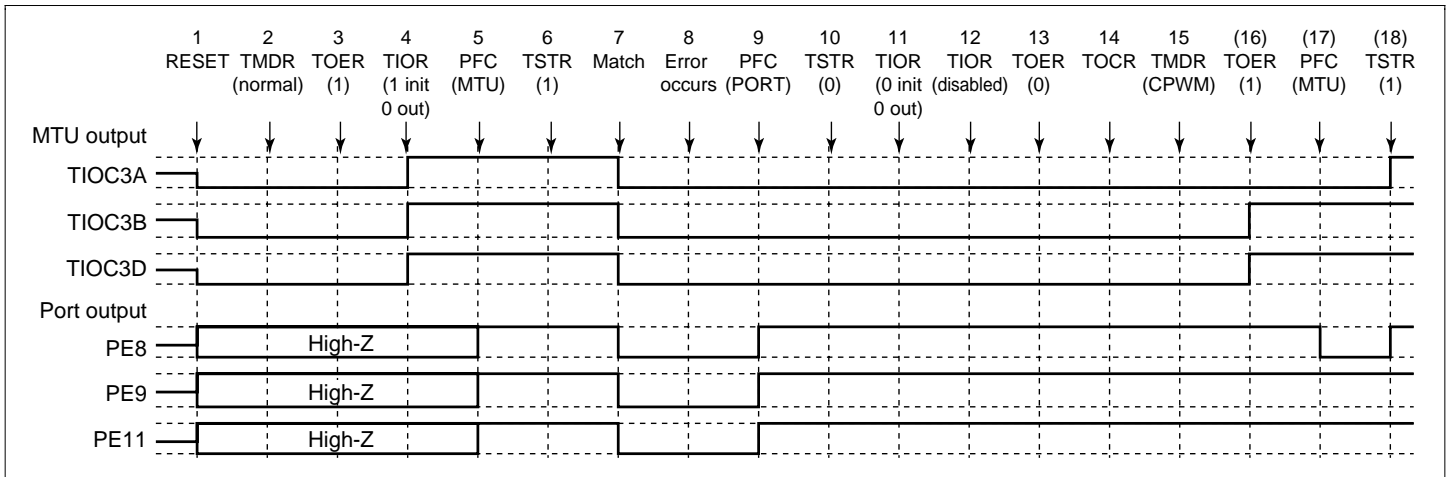 1 2 3 4 5 6 7 8 9 10 11 12 13 14 15 (16) (17) (18)
RESET TMDR TOER TIOR PFC TSTR Match Error PFC TSTR TIOR TIOR TOER TOCR TMDR TOER PFC TSTR
(normal) (1) (1 init (MTU) (1) occurs (PORT) (0) (0 init (disabled) (0) (CPWM) (1) (MTU) (1)
0 out) 0 out)
MTU output
TIOC3A
TIOC3B
TIOC3D
Port output
PE8 High-Z
PE9 High-Z
PE11 High-Z